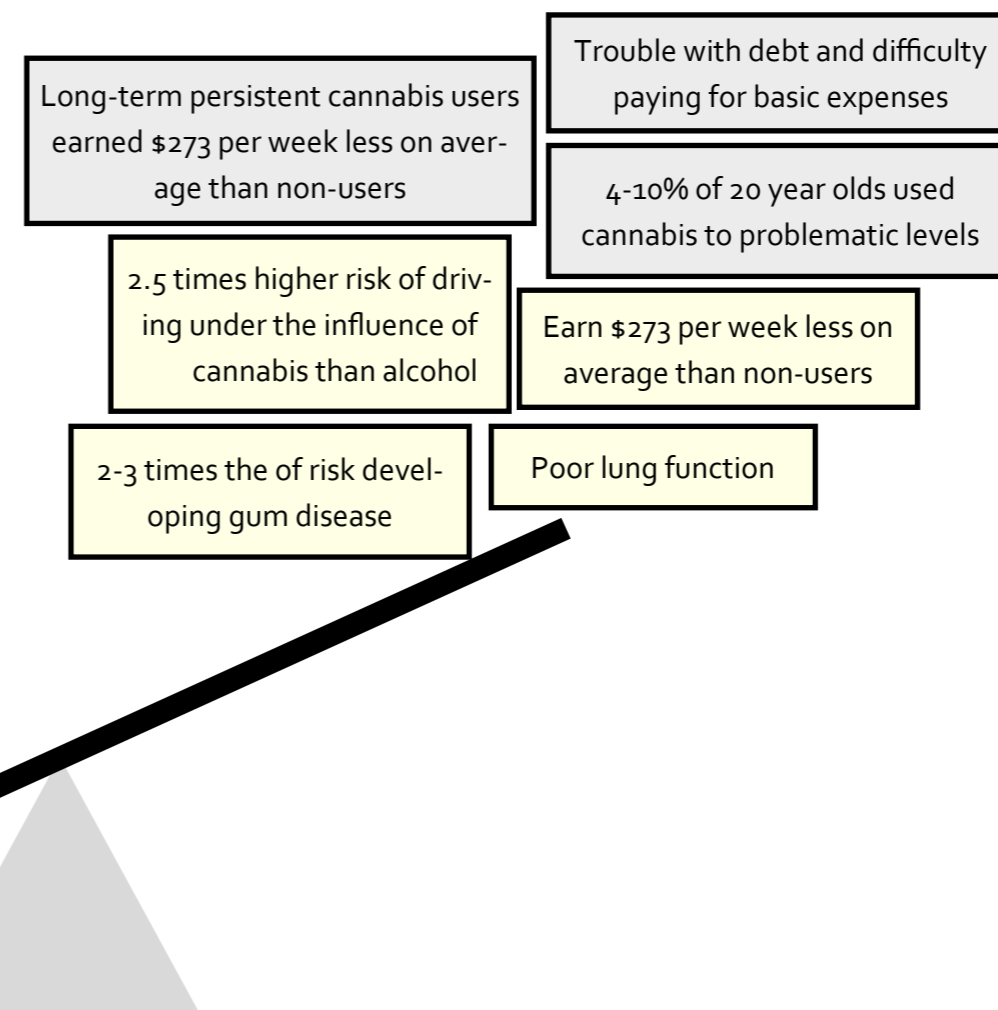 Trouble with debt and difficulty
paying for basic expenses
Long-term persistent cannabis users
earned $273 per week less on aver-
age than non-users
4-10% of 20 year olds used
cannabis to problematic levels
2.5 times higher risk of driv-
ing under the influence of
cannabis than alcohol
Earn $273 per week less on
average than non-users
2-3 times the of risk devel-
oping gum disease
Poor lung function